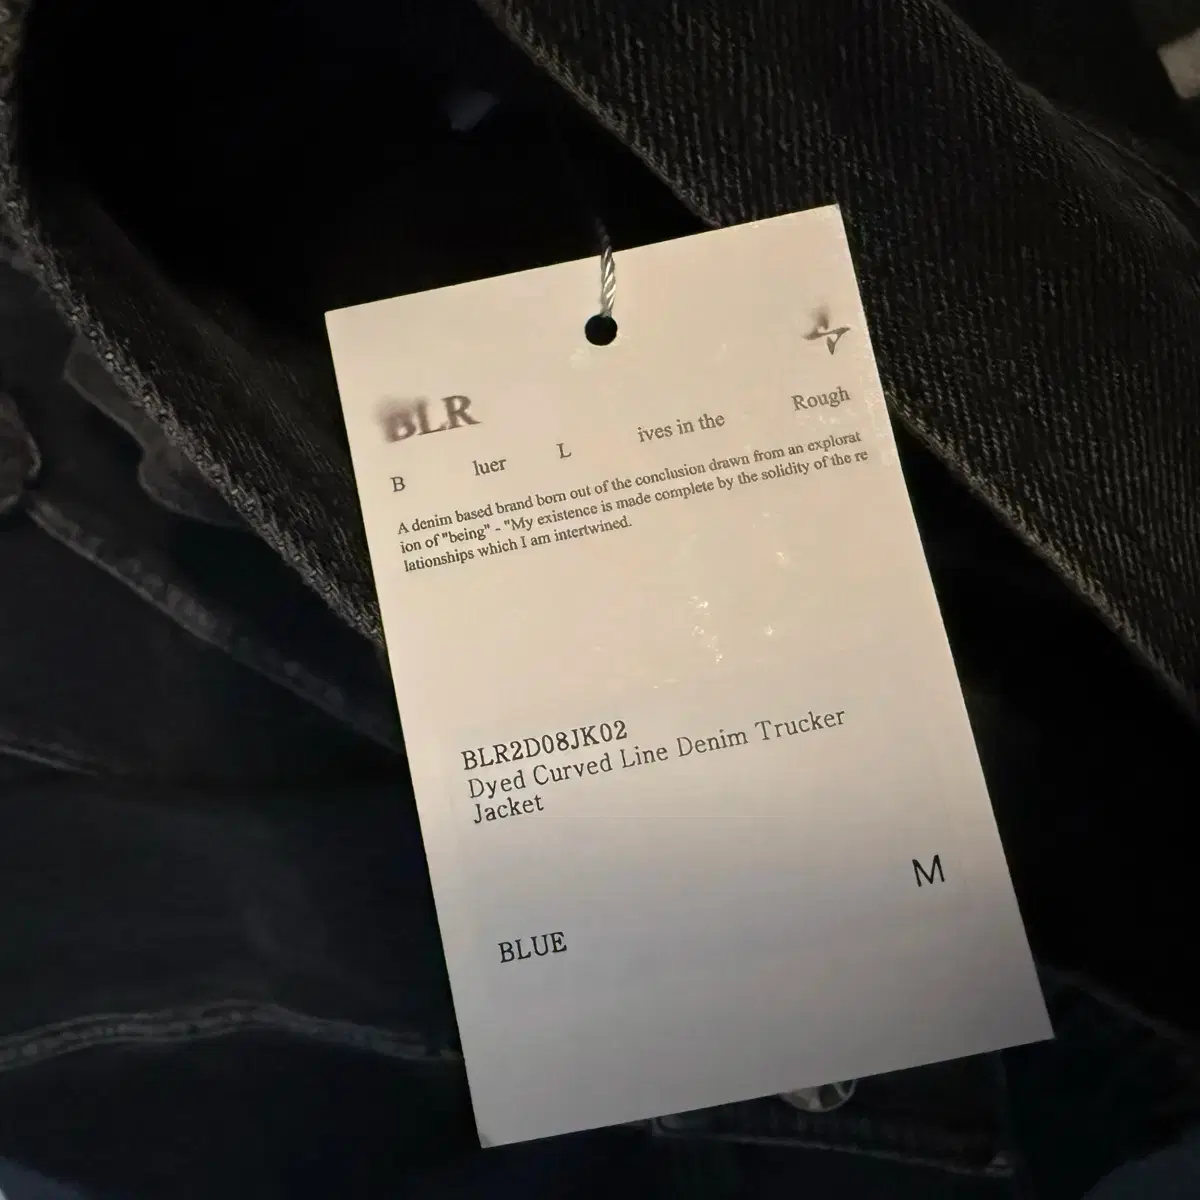 BLR
B luer L ives in the Rough
A denim based brand born out of the conclusion drawn from an explorat
ion of "being" - "My existence is made complete by the solidity of the re
lationships which I am intertwined.
BLR2D08JK02
Dyed Curved Line Denim Trucker
Jacket
M
BLUE